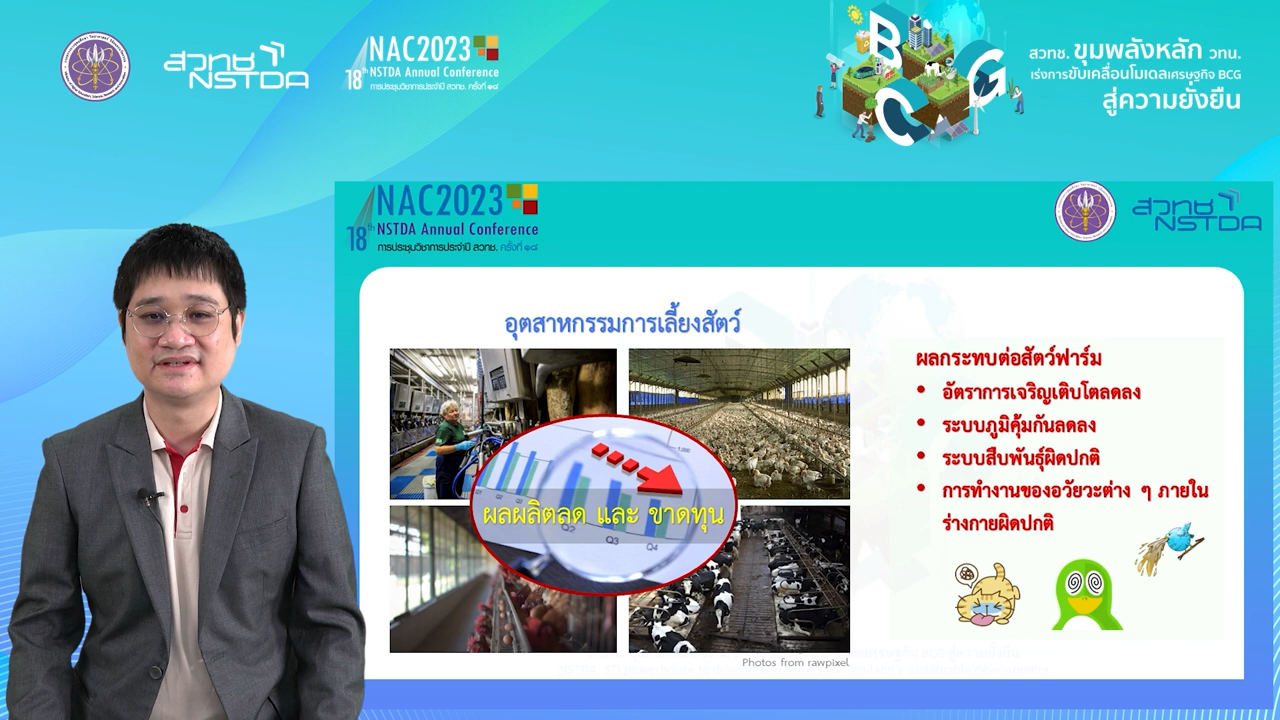 สวทช
NSTDA
NAC2023
18th NSTDA Annual Conference
การประชุมวิชาการประจำปี สวทช. ครั้งที่ ๑๘
BCG
สวทช. ขุมพลังหลัก วทน.
เร่งการขับเคลื่อนโมเดลเศรษฐกิจ BCG
สู่ความยั่งยืน
NAC2023
18th NSTDA Annual Conference
การประชุมวิชาการประจำปี สวทช. ครั้งที่ ๑๘
สวทช
NSTDA
อุตสาหกรรมการเลี้ยงสัตว์
ผลผลิตลด และ ขาดทุน
Q2
Q3
Q4
Photos from rawpixel
ผลกระทบต่อสัตว์ฟาร์ม
• อัตราการเจริญเติบโตลดลง
• ระบบภูมิคุ้มกันลดลง
• ระบบสืบพันธุ์ผิดปกติ
• การทำงานของอวัยวะต่าง ๆ ภายใน
ร่างกายผิดปกติ